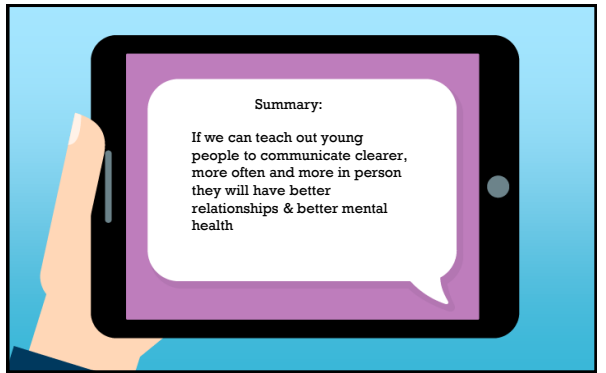 Summary:
If we can teach out young
people to communicate clearer,
more often and more in person
they will have better
relationships & better mental
health